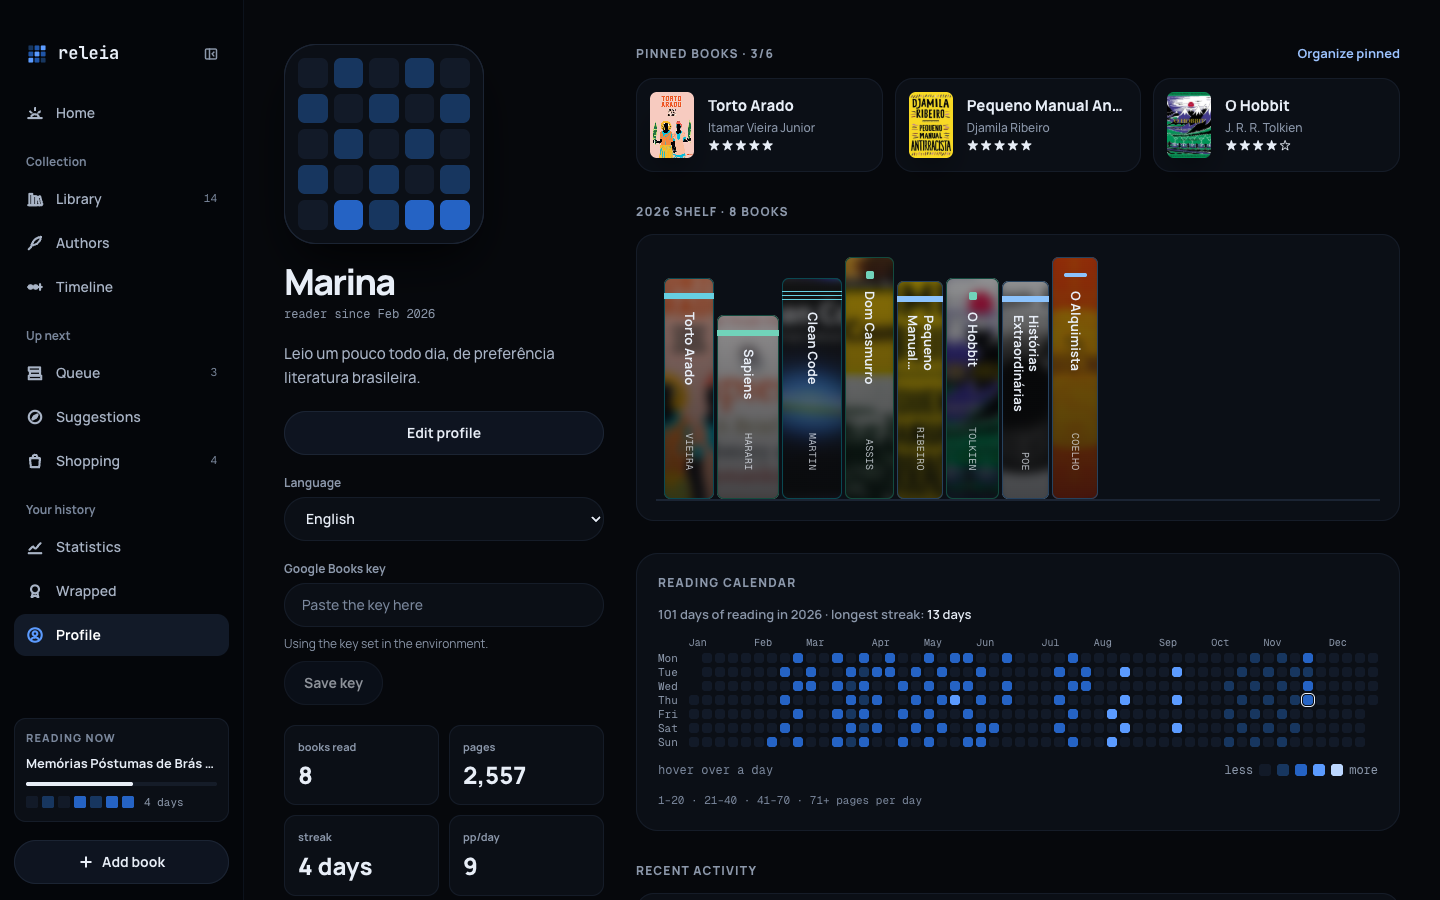 releia
Home
Collection
Library 14
Authors
Timeline
Up next
Queue 3
Suggestions
Shopping 4
Your history
Statistics
Wrapped
Profile
READING NOW
Memórias Póstumas de Brás ...
4 days
Add book
Marina
reader since Feb 2026
Leio um pouco todo dia, de preferência
literatura brasileira.
Edit profile
Language
English
Google Books key
Paste the key here
Using the key set in the environment.
Save key
books read
8
pages
2,557
streak
4 days
pp/day
9
PINNED BOOKS · 3/6
Organize pinned
TORTO
ARADO
Torto Arado
Itamar Vieira Junior
DJAMILA
RIBEIRO
PEQUENO
MANUAL
ANTIRRACISTA
Pequeno Manual An...
Djamila Ribeiro
O Hobbit
J. R. R. Tolkien
2026 SHELF · 8 BOOKS
Torto Arado
VIEIRA
Sapiens
HARARI
Clean Code
MARTIN
Dom Casmurro
ASSIS
Pequeno
Manual...
RIBEIRO
O Hobbit
TOLKIEN
Histórias
Extraordinárias
POE
O Alquimista
COELHO
READING CALENDAR
101 days of reading in 2026 · longest streak: 13 days
Jan Feb Mar Apr May Jun Jul Aug Sep Oct Nov Dec
Mon
Tue
Wed
Thu
Fri
Sat
Sun
hover over a day
less more
1–20 · 21–40 · 41–70 · 71+ pages per day
RECENT ACTIVITY